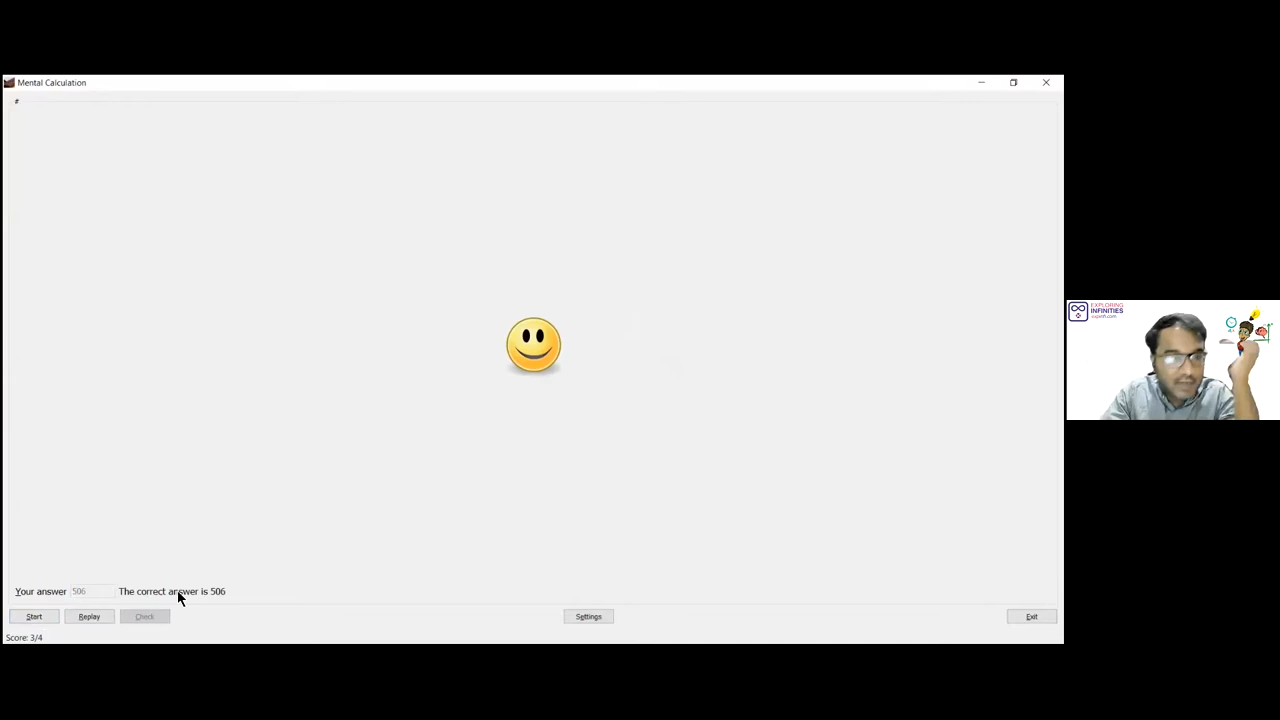 Mental Calculation
#
EXPLORING
INFINITIES
Your answer 506 The correct answer is 506
Start Replay Check Settings Exit
Score: 3/4